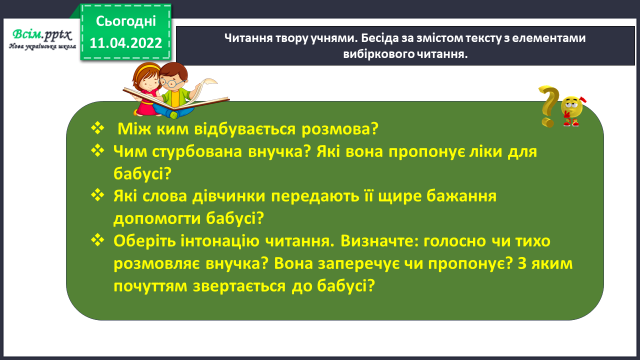 Всім.pptx
Нова українська школа
Сьогодні
11.04.2022
Читання твору учнями. Бесіда за змістом тексту з елементами
вибіркового читання.
❖ Між ким відбувається розмова?
❖ Чим стурбована внучка? Які вона пропонує ліки для
бабусі?
❖ Які слова дівчинки передають її щире бажання
допомогти бабусі?
❖ Оберіть інтонацію читання. Визначте: голосно чи тихо
розмовляє внучка? Вона заперечує чи пропонує? З яким
почуттям звертається до бабусі?